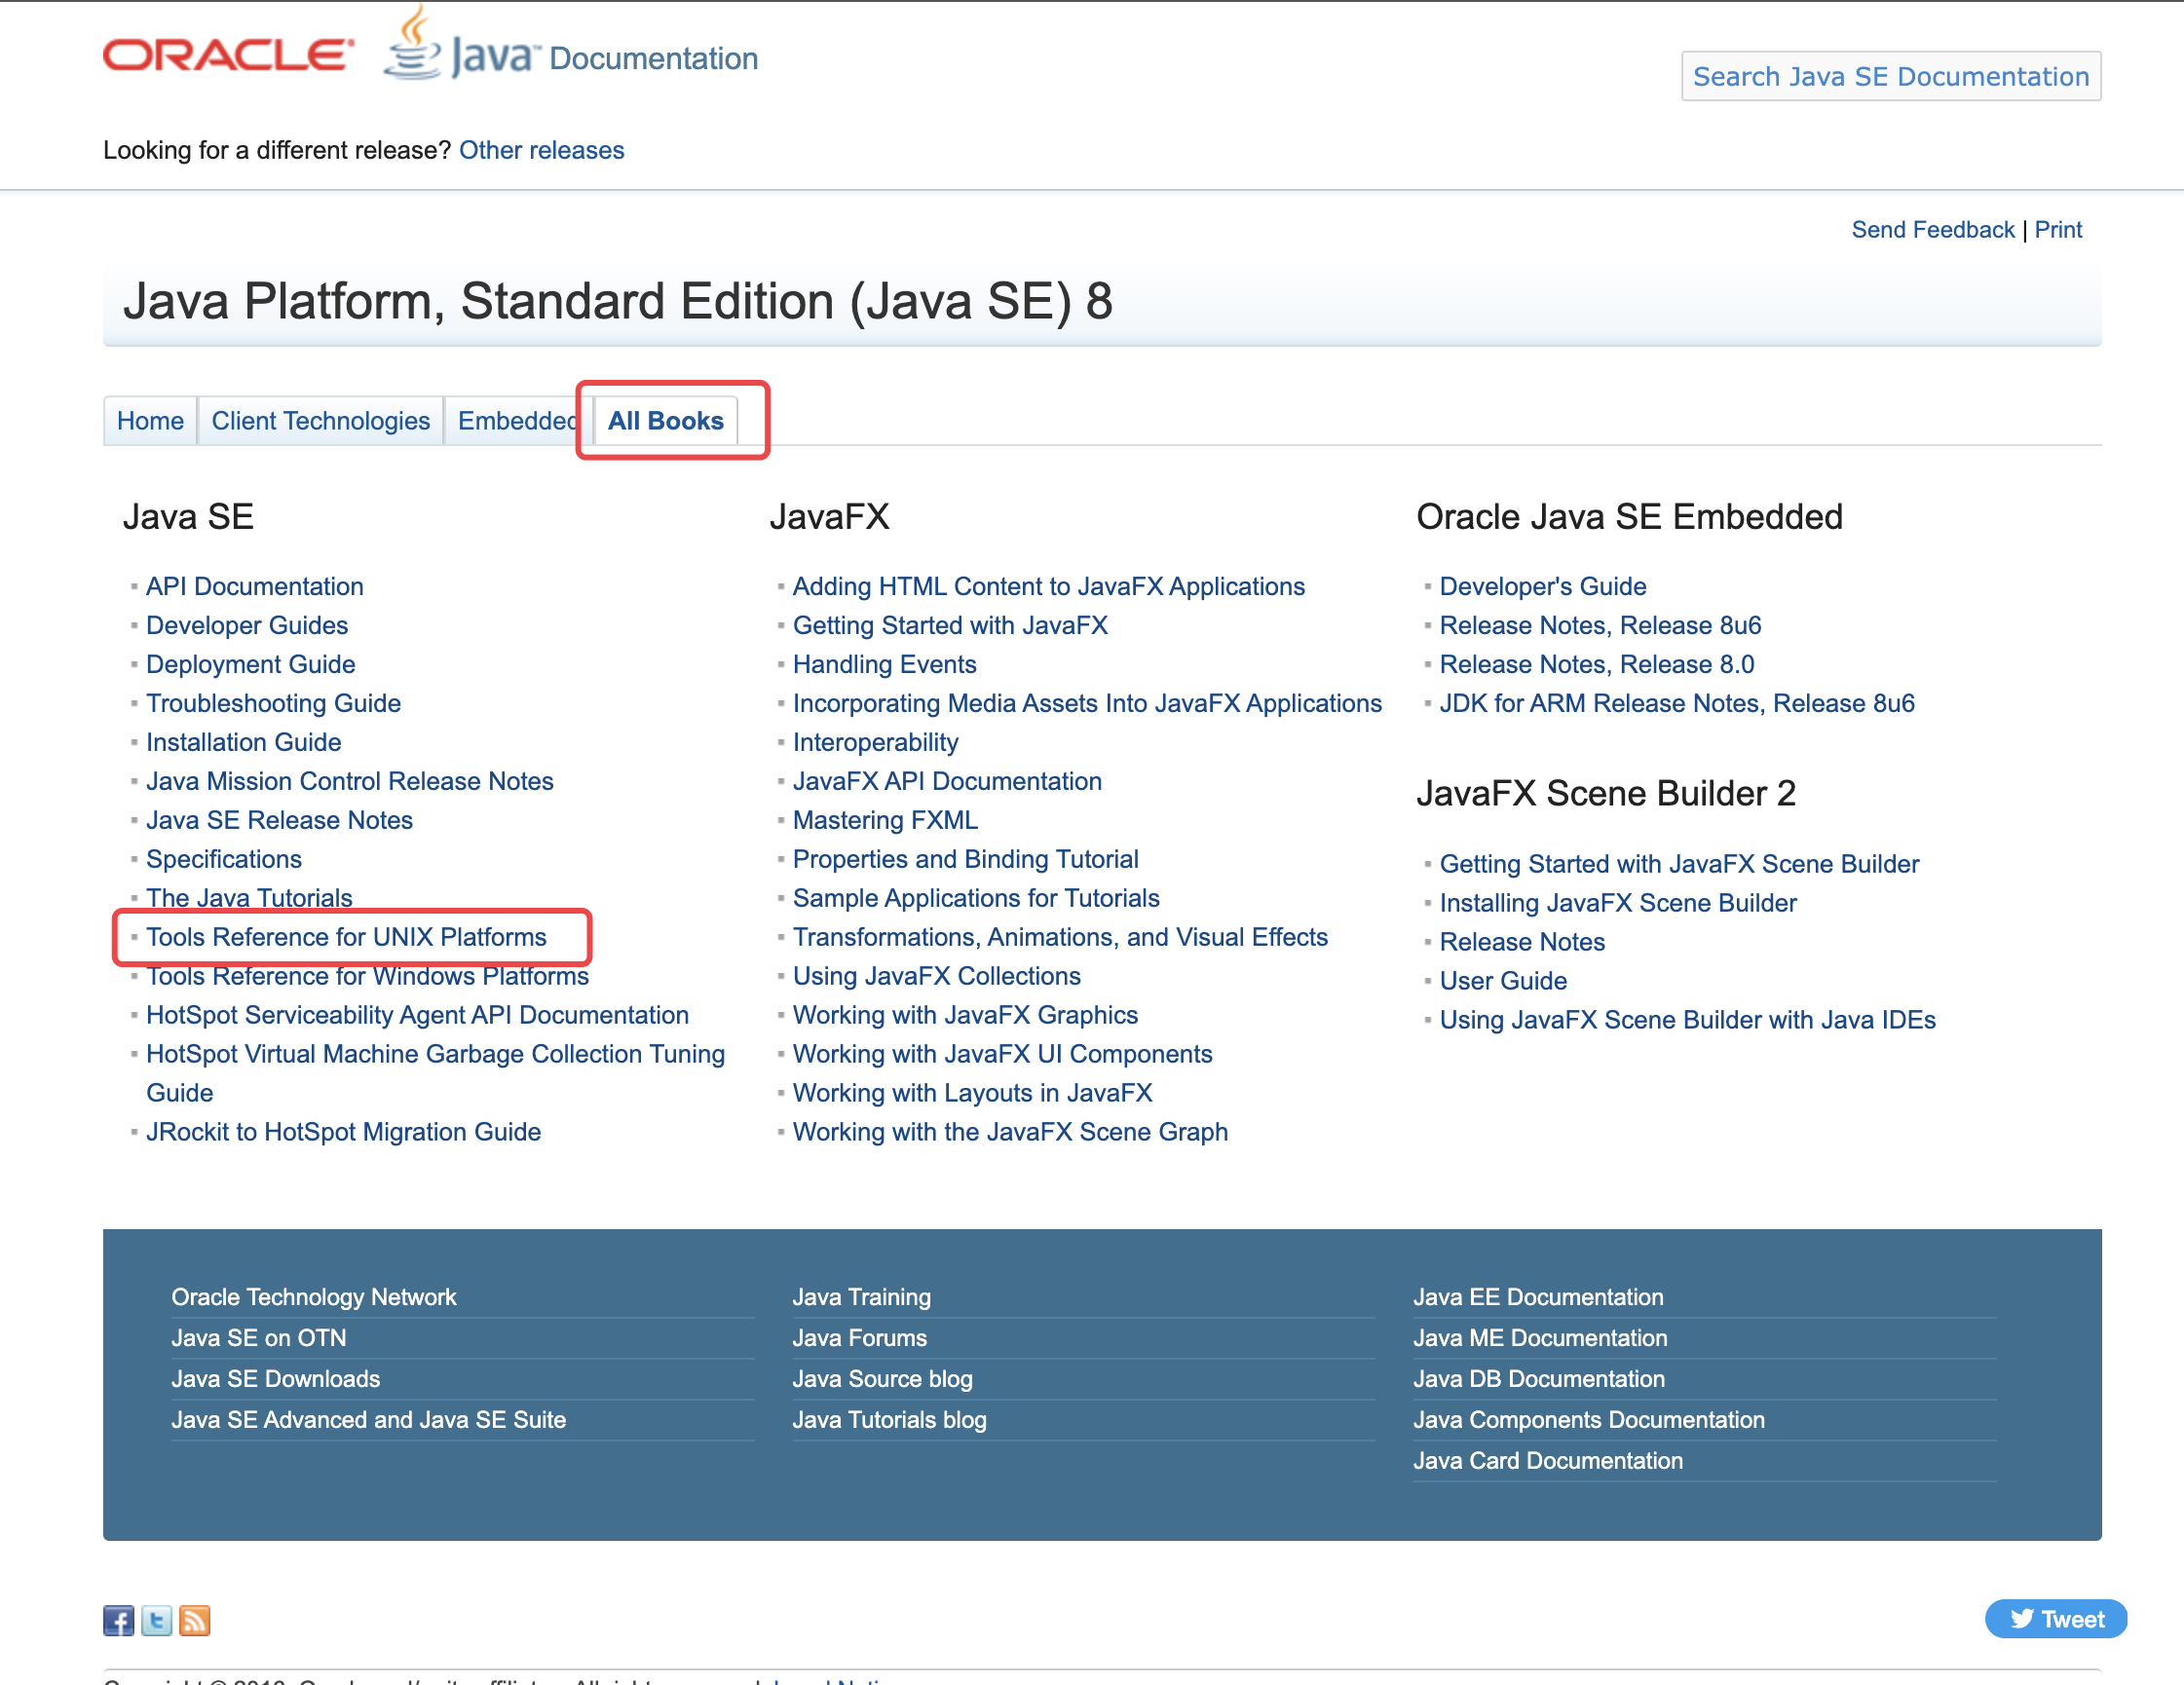 ORACLE Java™ Documentation
Search Java SE Documentation
Looking for a different release? Other releases
Send Feedback | Print
Java Platform, Standard Edition (Java SE) 8
Home Client Technologies Embedded All Books
Java SE
API Documentation
Developer Guides
Deployment Guide
Troubleshooting Guide
Installation Guide
Java Mission Control Release Notes
Java SE Release Notes
Specifications
The Java Tutorials
Tools Reference for UNIX Platforms
Tools Reference for Windows Platforms
HotSpot Serviceability Agent API Documentation
HotSpot Virtual Machine Garbage Collection Tuning
Guide
JRockit to HotSpot Migration Guide
JavaFX
Adding HTML Content to JavaFX Applications
Getting Started with JavaFX
Handling Events
Incorporating Media Assets Into JavaFX Applications
Interoperability
JavaFX API Documentation
Mastering FXML
Properties and Binding Tutorial
Sample Applications for Tutorials
Transformations, Animations, and Visual Effects
Using JavaFX Collections
Working with JavaFX Graphics
Working with JavaFX UI Components
Working with Layouts in JavaFX
Working with the JavaFX Scene Graph
Oracle Java SE Embedded
Developer's Guide
Release Notes, Release 8u6
Release Notes, Release 8.0
JDK for ARM Release Notes, Release 8u6
JavaFX Scene Builder 2
Getting Started with JavaFX Scene Builder
Installing JavaFX Scene Builder
Release Notes
User Guide
Using JavaFX Scene Builder with Java IDEs
Oracle Technology Network
Java SE on OTN
Java SE Downloads
Java SE Advanced and Java SE Suite
Java Training
Java Forums
Java Source blog
Java Tutorials blog
Java EE Documentation
Java ME Documentation
Java DB Documentation
Java Components Documentation
Java Card Documentation
Tweet